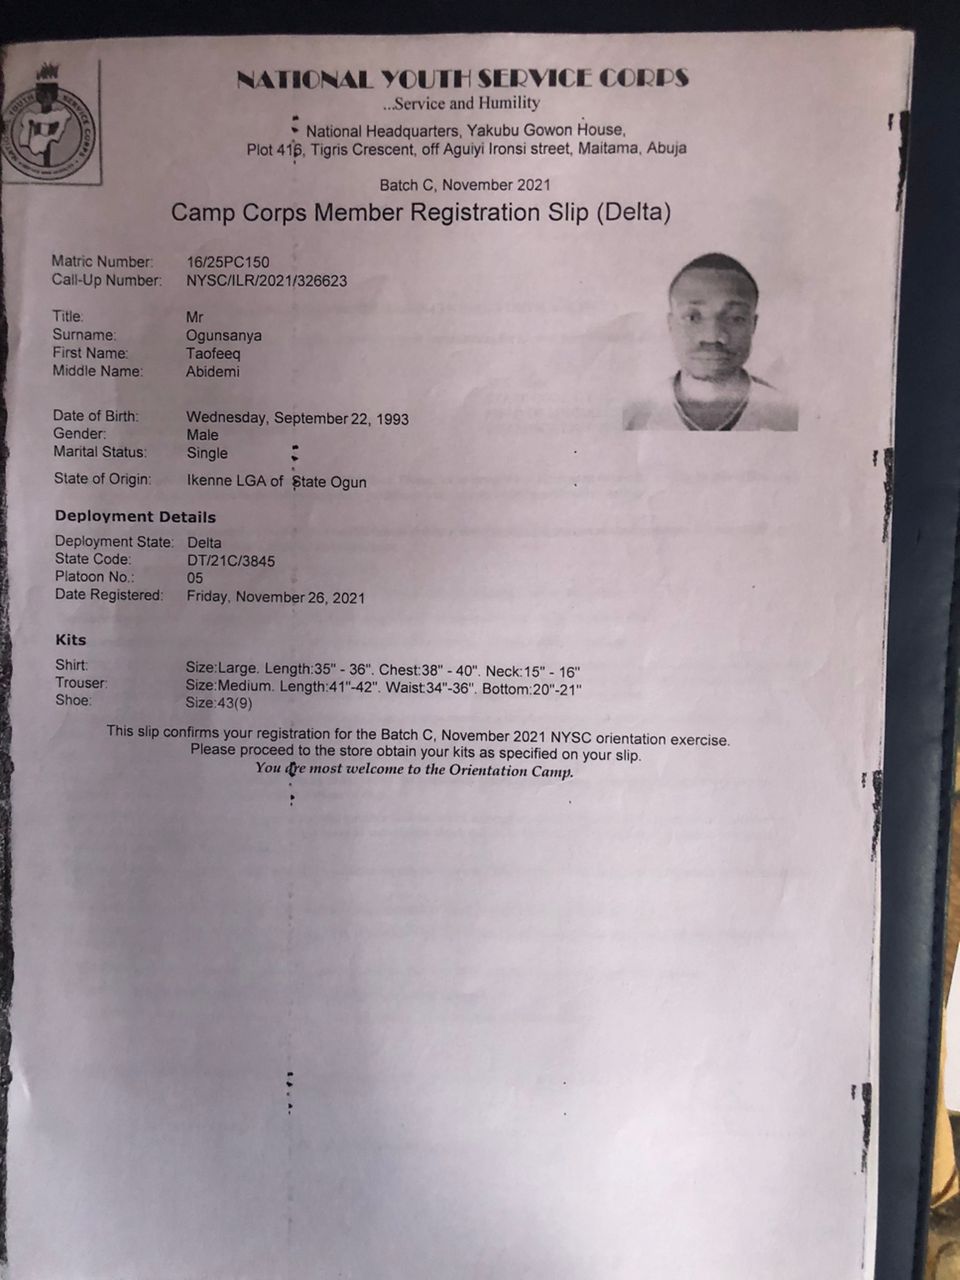 NATIONAL YOUTH SERVICE CORPS
...Service and Humility
National Headquarters, Yakubu Gowon House,
Plot 416, Tigris Crescent, off Aguiyi Ironsi street, Maitama, Abuja
Batch C, November 2021
Camp Corps Member Registration Slip (Delta)
Matric Number: 16/25PC150
Call-Up Number: NYSC/ILR/2021/326623
Title: Mr
Surname: Ogunsanya
First Name: Taofeeq
Middle Name: Abidemi
Date of Birth: Wednesday, September 22, 1993
Gender: Male
Marital Status: Single
State of Origin: Ikenne LGA of State Ogun
Deployment Details
Deployment State: Delta
State Code: DT/21C/3845
Platoon No.: 05
Date Registered: Friday, November 26, 2021
Kits
Shirt: Size:Large. Length:35" - 36". Chest:38" - 40". Neck:15" - 16"
Trouser: Size:Medium. Length:41"-42". Waist:34"-36". Bottom:20"-21"
Shoe: Size:43(9)
This slip confirms your registration for the Batch C, November 2021 NYSC orientation exercise.
Please proceed to the store obtain your kits as specified on your slip.
You are most welcome to the Orientation Camp.